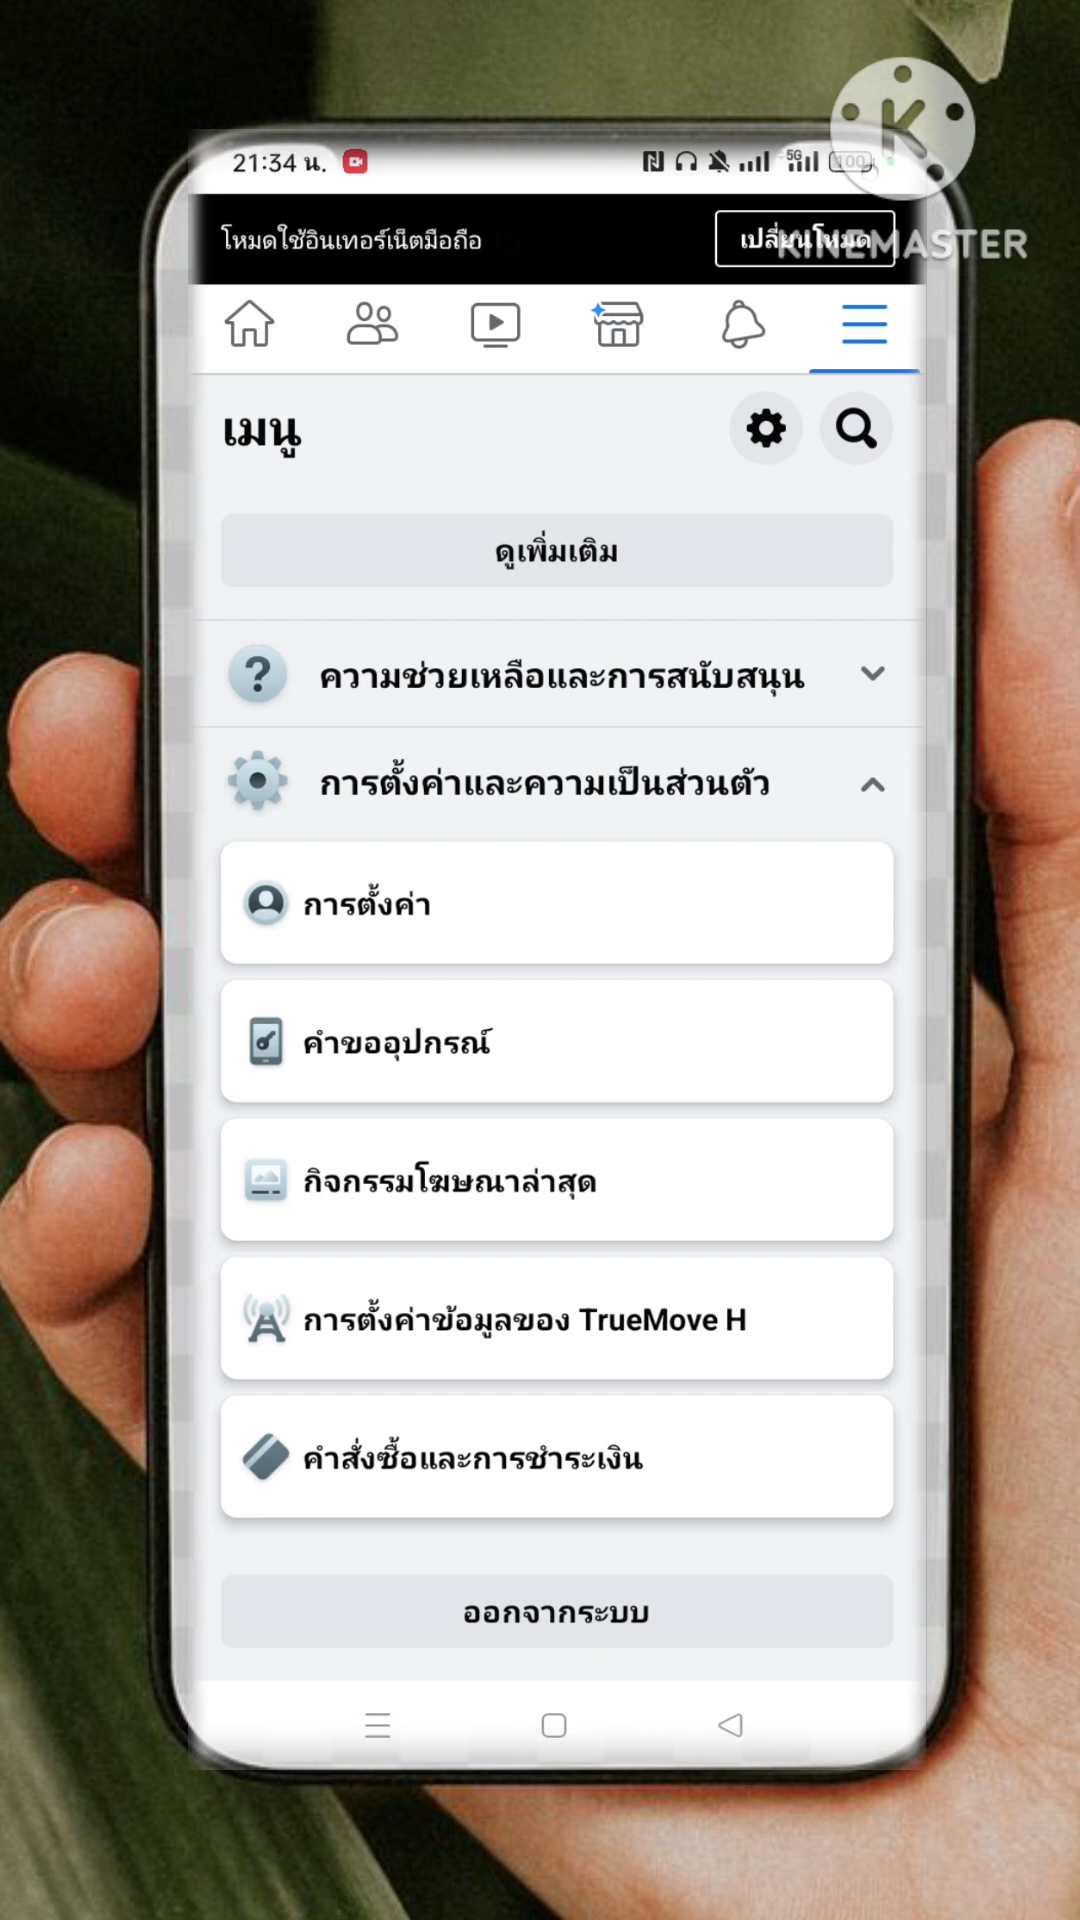 21:34 น.
5G
100
โหมดใช้อินเทอร์เน็ตมือถือ
เปลี่ยนโหมด
KINEMASTER
เมนู
ดูเพิ่มเติม
ความช่วยเหลือและการสนับสนุน
การตั้งค่าและความเป็นส่วนตัว
การตั้งค่า
คำขออุปกรณ์
กิจกรรมโฆษณาล่าสุด
การตั้งค่าข้อมูลของ TrueMove H
คำสั่งซื้อและการชำระเงิน
ออกจากระบบ